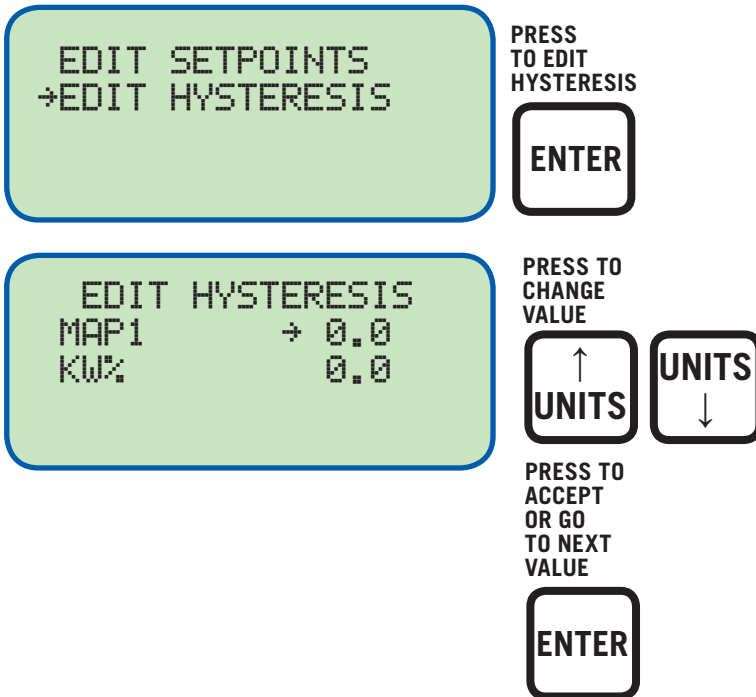 EDIT SETPOINTS
→EDIT HYSTERESIS
PRESS
TO EDIT
HYSTERESIS
ENTER
EDIT HYSTERESIS
MAP1 → 0.0
KW% 0.0
PRESS TO
CHANGE
VALUE
↑
UNITS
UNITS
↓
PRESS TO
ACCEPT
OR GO
TO NEXT
VALUE
ENTER